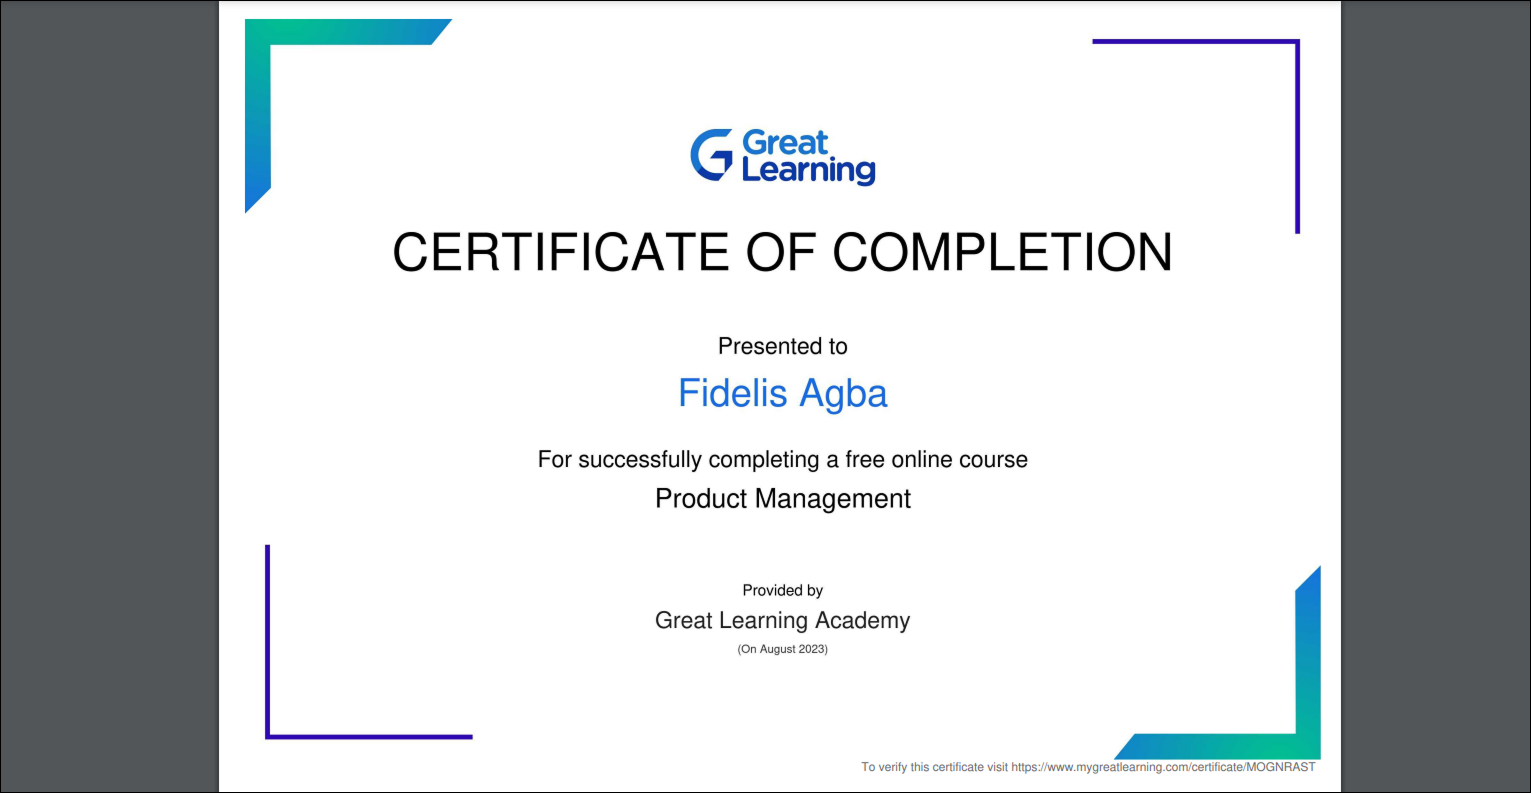 Great
Learning
CERTIFICATE OF COMPLETION
Presented to
Fidelis Agba
For successfully completing a free online course
Product Management
Provided by
Great Learning Academy
(On August 2023)
To verify this certificate visit https://www.mygreatlearning.com/certificate/MOGNRAST